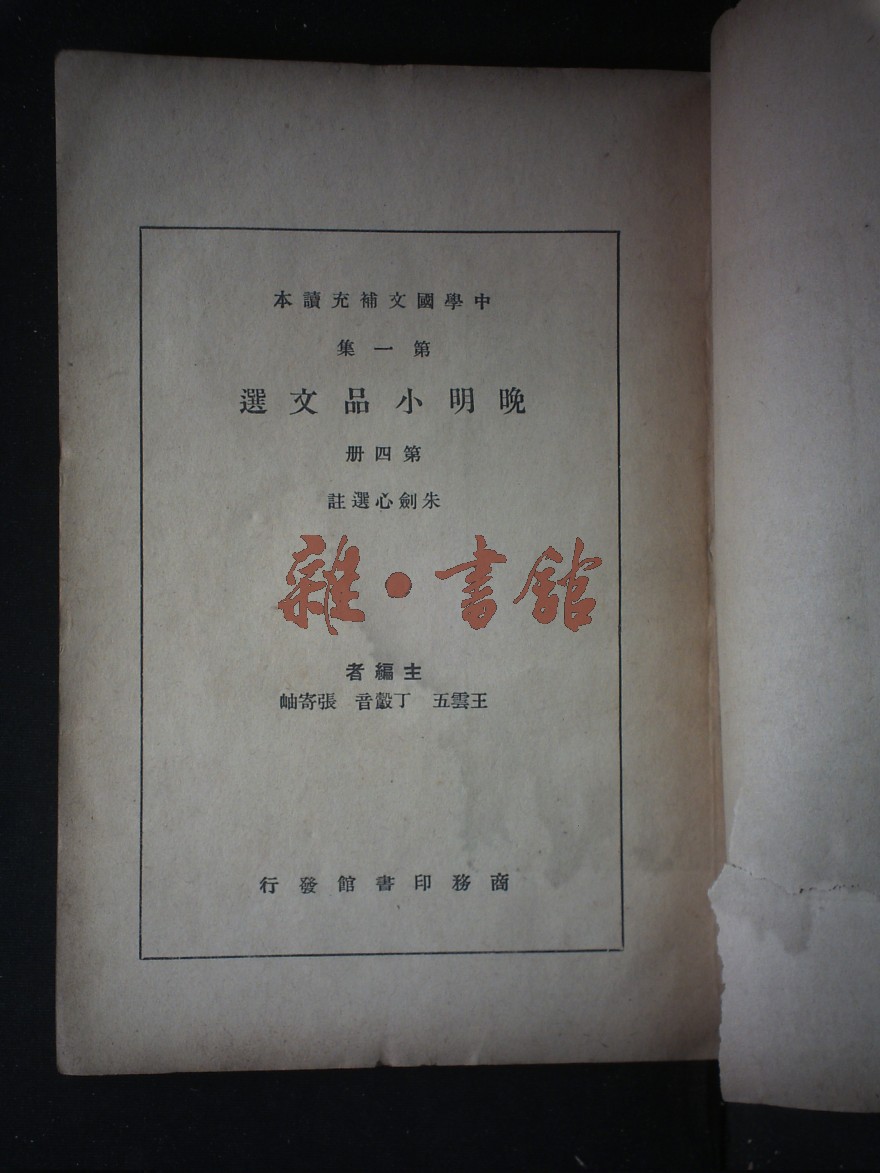 中學國文補充讀本
第一集
晚明小品文選
第四册
朱劍心選註
雜·書館
主編者
王雲五 丁瑴音 張寄岫
商務印書館發行